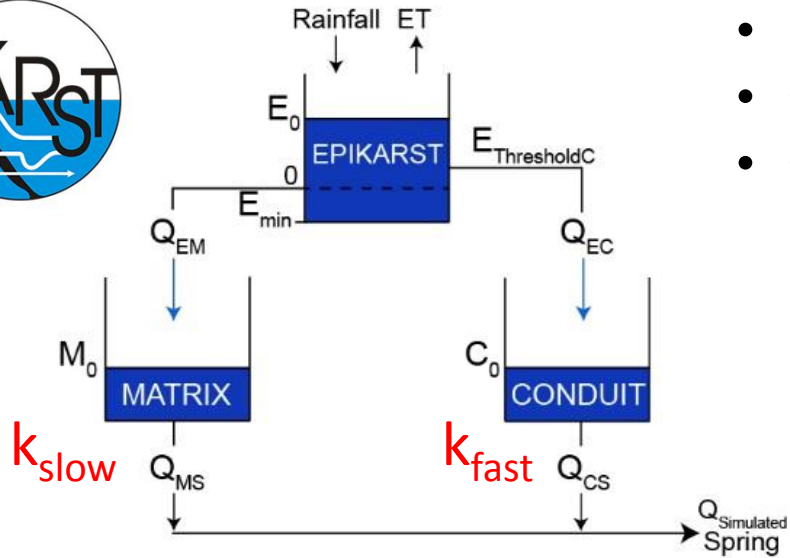 Rainfall ET
E0
EPIKARST
EThresholdC
0
Emin
QEM
QEC
M0
MATRIX
C0
CONDUIT
kslow
QMS
kfast
QCS
QSimulated
Spring